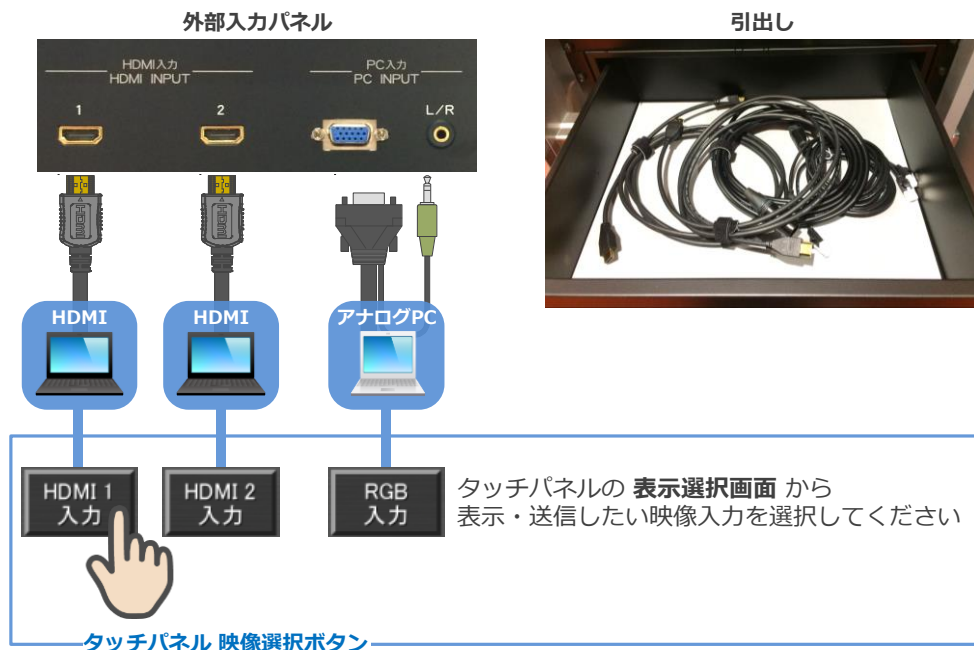 外部入力パネル
引出し
HDMI入力
HDMI INPUT
PC入力
PC INPUT
1
2
L/R
HDMI
HDMI
HDMI
HDMI
アナログPC
HDMI 1
入力
HDMI 2
入力
RGB
入力
タッチパネルの 表示選択画面 から
表示・送信したい映像入力を選択してください
タッチパネル 映像選択ボタン